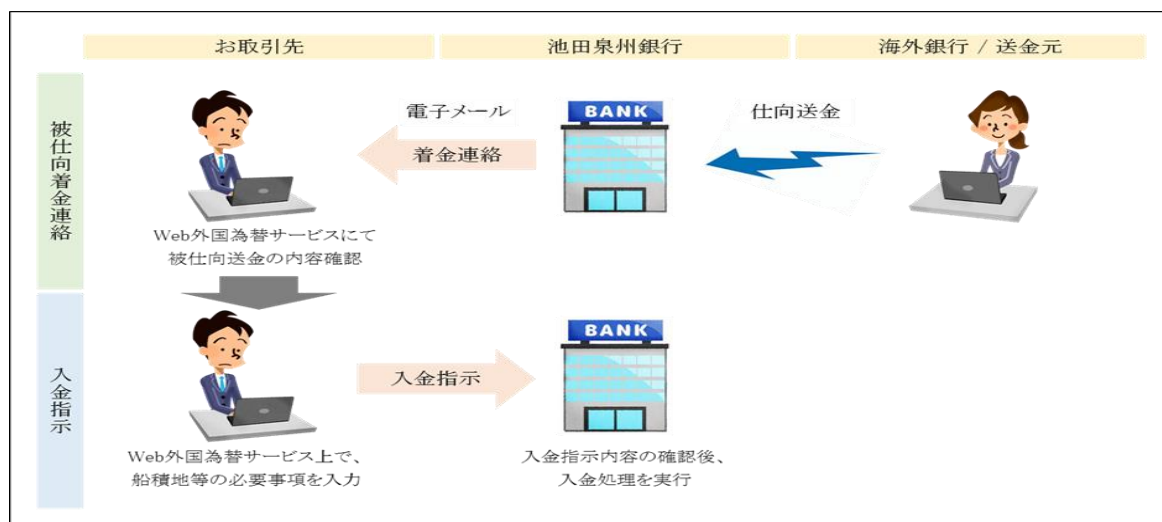 お取引先
池田泉州銀行
海外銀行 / 送金元
被仕向着金連絡
電子メール
着金連絡
BANK
仕向送金
Web外国為替サービスにて
被仕向送金の内容確認
入金指示
入金指示
BANK
Web外国為替サービス上で、
船積地等の必要事項を入力
入金指示内容の確認後、
入金処理を実行